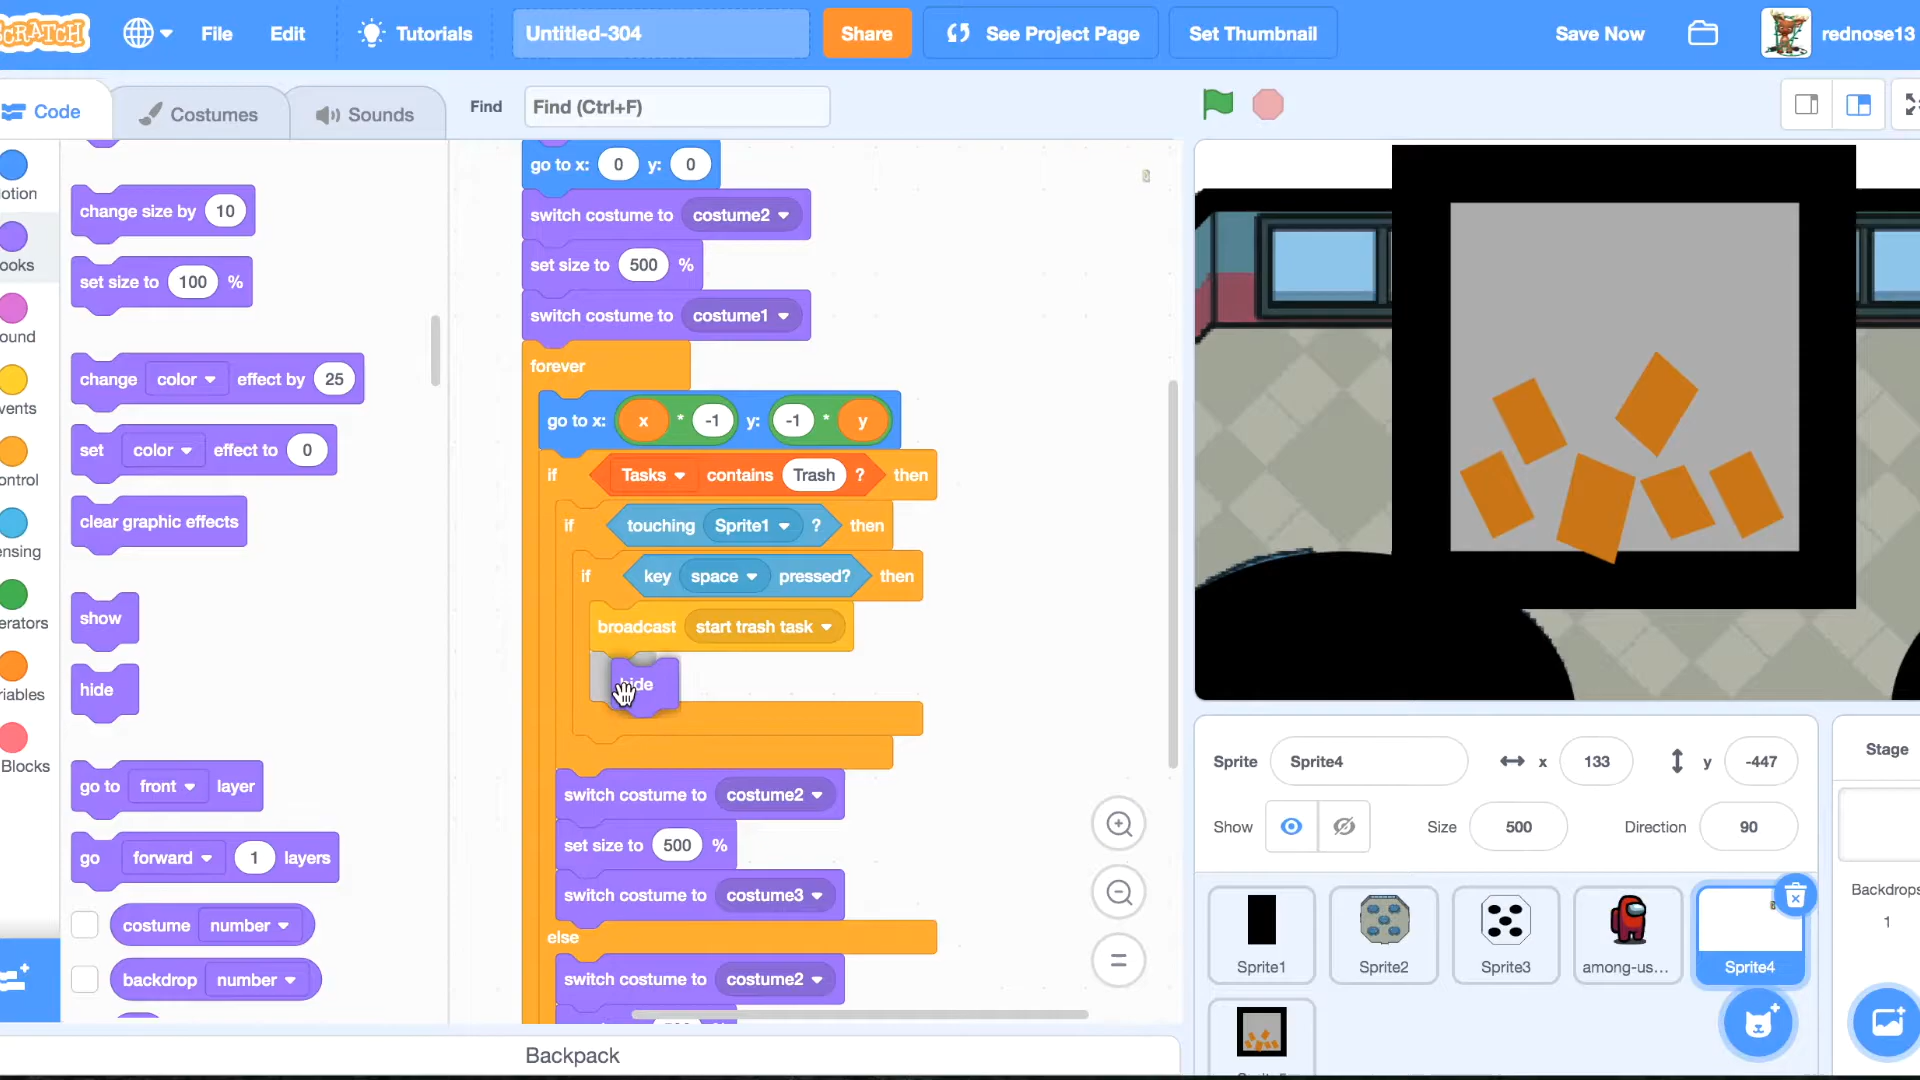 SCRATCH
File
Edit
Tutorials
Untitled-304
Share
See Project Page
Set Thumbnail
Save Now
rednose13
Code
Costumes
Sounds
Find
Find (Ctrl+F)
otion
ooks
ound
vents
ontrol
ensing
erators
riables
Blocks
change size by 10
set size to 100 %
change color effect by 25
set color effect to 0
clear graphic effects
show
hide
go to front layer
go forward 1 layers
costume number
backdrop number
go to x: 0 y: 0
switch costume to costume2
set size to 500 %
switch costume to costume1
forever
go to x: x * -1 y: -1 * y
if Tasks contains Trash ? then
if touching Sprite1 ? then
if key space pressed? then
broadcast start trash task
hide
switch costume to costume2
set size to 500 %
switch costume to costume3
else
switch costume to costume2
Backpack
Sprite Sprite4 x 133 y -447
Show Size 500 Direction 90
Sprite1
Sprite2
Sprite3
among-us...
Sprite4
Stage
Backdrops
1